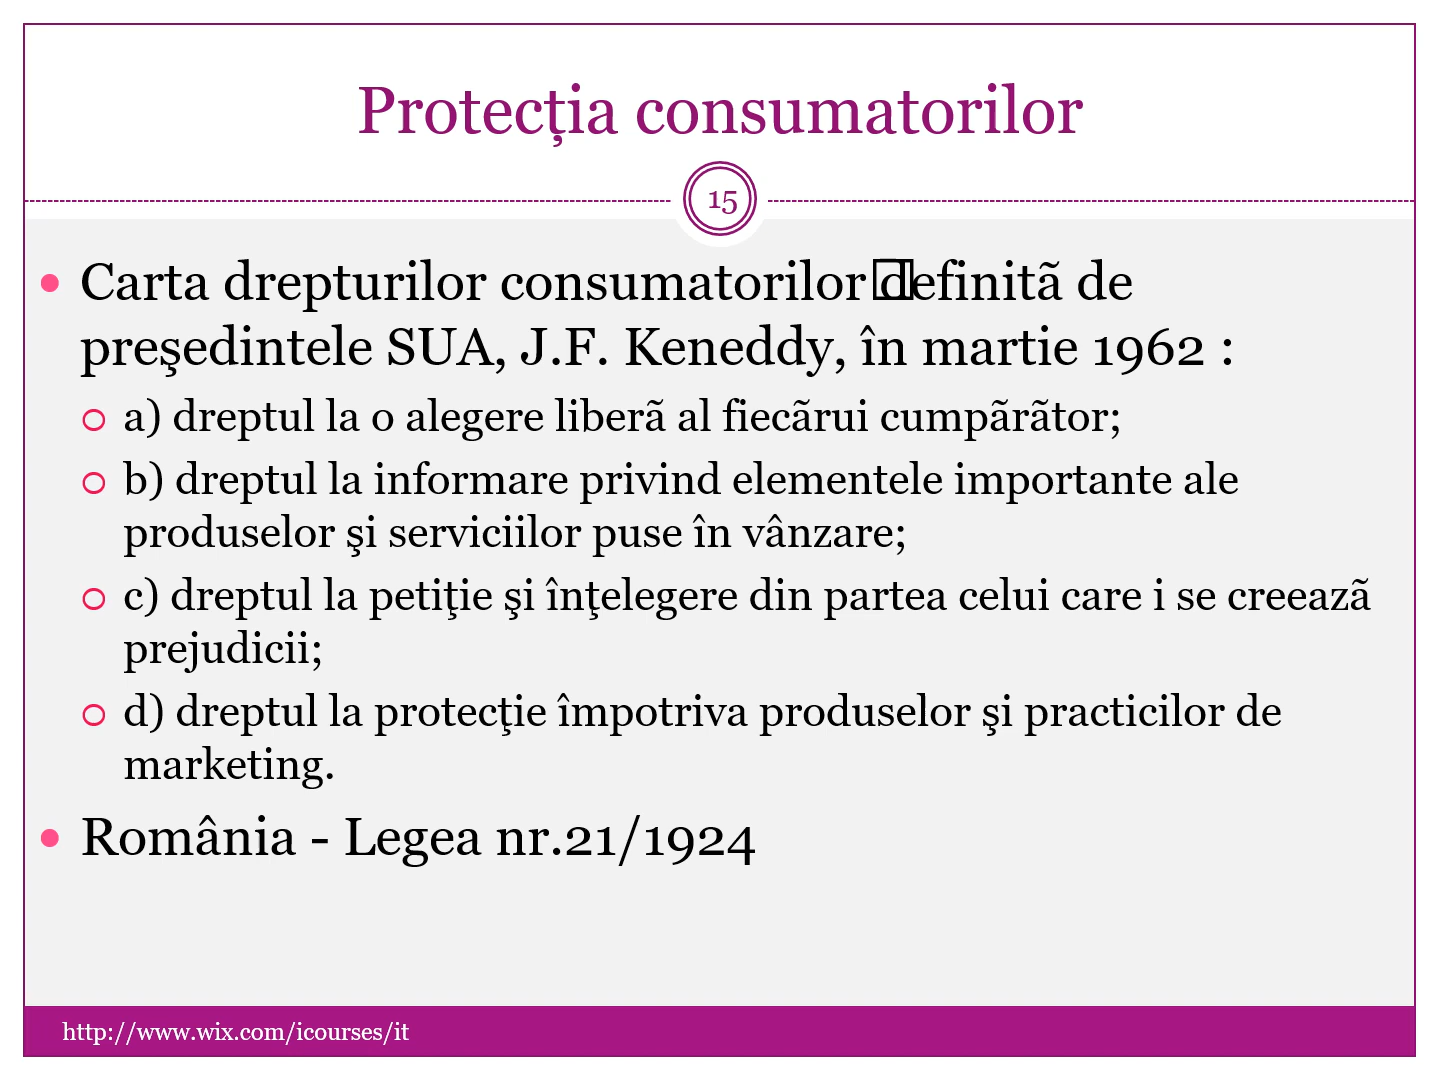 Protecția consumatorilor
15
Carta drepturilor consumatorilor definitã de
preşedintele SUA, J.F. Keneddy, în martie 1962 :
a) dreptul la o alegere liberã al fiecãrui cumpãrãtor;
b) dreptul la informare privind elementele importante ale
produselor şi serviciilor puse în vânzare;
c) dreptul la petiţie şi înţelegere din partea celui care i se creeazã
prejudicii;
d) dreptul la protecţie împotriva produselor şi practicilor de
marketing.
România - Legea nr.21/1924
http://www.wix.com/icourses/it